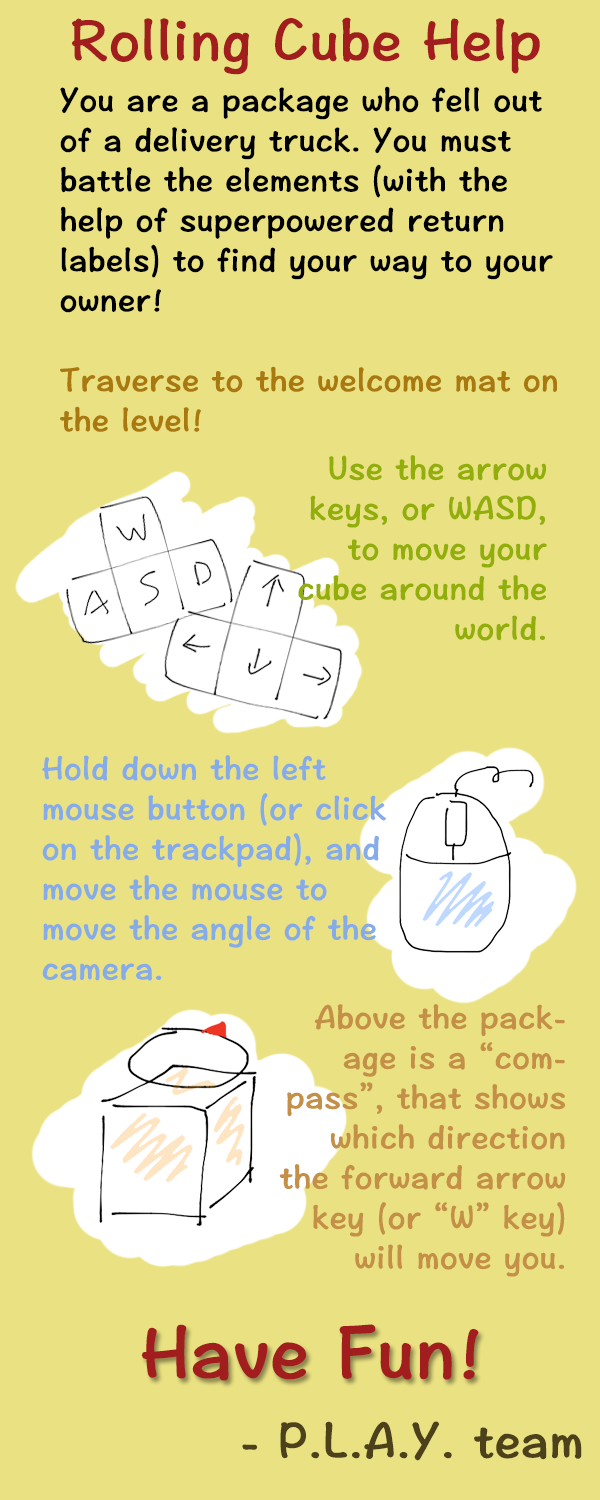 Rolling Cube Help
You are a package who fell out
of a delivery truck. You must
battle the elements (with the
help of superpowered return
labels) to find your way to your
owner!
Traverse to the welcome mat on
the level!
Use the arrow
keys, or WASD,
to move your
cube around the
world.
W
A S D
↑
← ↓ →
Hold down the left
mouse button (or click
on the trackpad), and
move the mouse to
move the angle of the
camera.
Above the pack-
age is a “com-
pass”, that shows
which direction
the forward arrow
key (or “W” key)
will move you.
Have Fun!
- P.L.A.Y. team